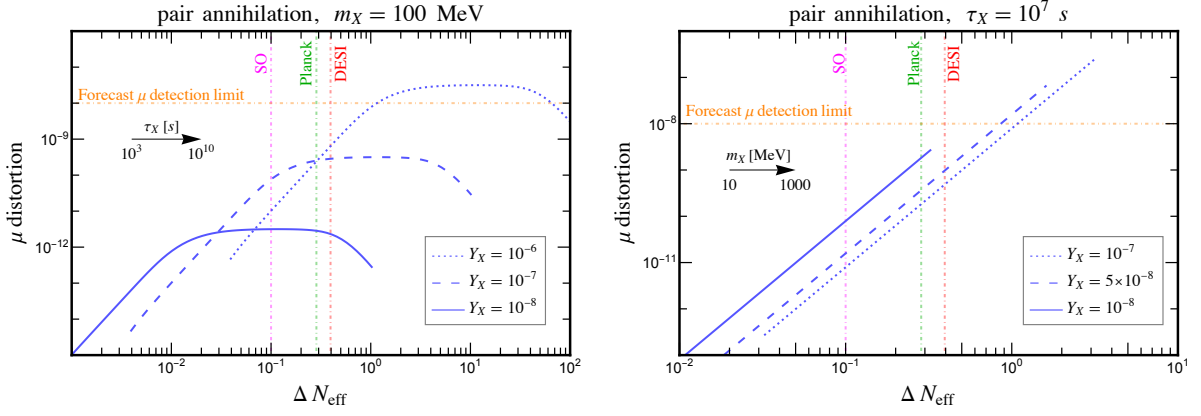 pair annihilation, m_X = 100 MeV
SO
Planck
DESI
Forecast μ detection limit
τ_X [s]
10^3
10^10
10^-9
10^-12
μ distortion
Y_X = 10^-6
Y_X = 10^-7
Y_X = 10^-8
10^-2
10^-1
10^0
10^1
10^2
Δ N_eff
pair annihilation, τ_X = 10^7 s
SO
Planck
DESI
Forecast μ detection limit
m_X [MeV]
10
1000
10^-8
10^-11
μ distortion
Y_X = 10^-7
Y_X = 5×10^-8
Y_X = 10^-8
10^-2
10^-1
10^0
10^1
Δ N_eff